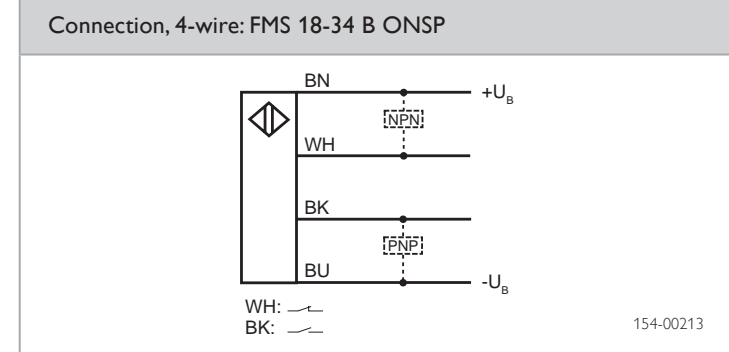 Connection, 4-wire: FMS 18-34 B ONSP
BN
+UB
NPN
WH
BK
PNP
BU
-UB
WH:
BK:
154-00213